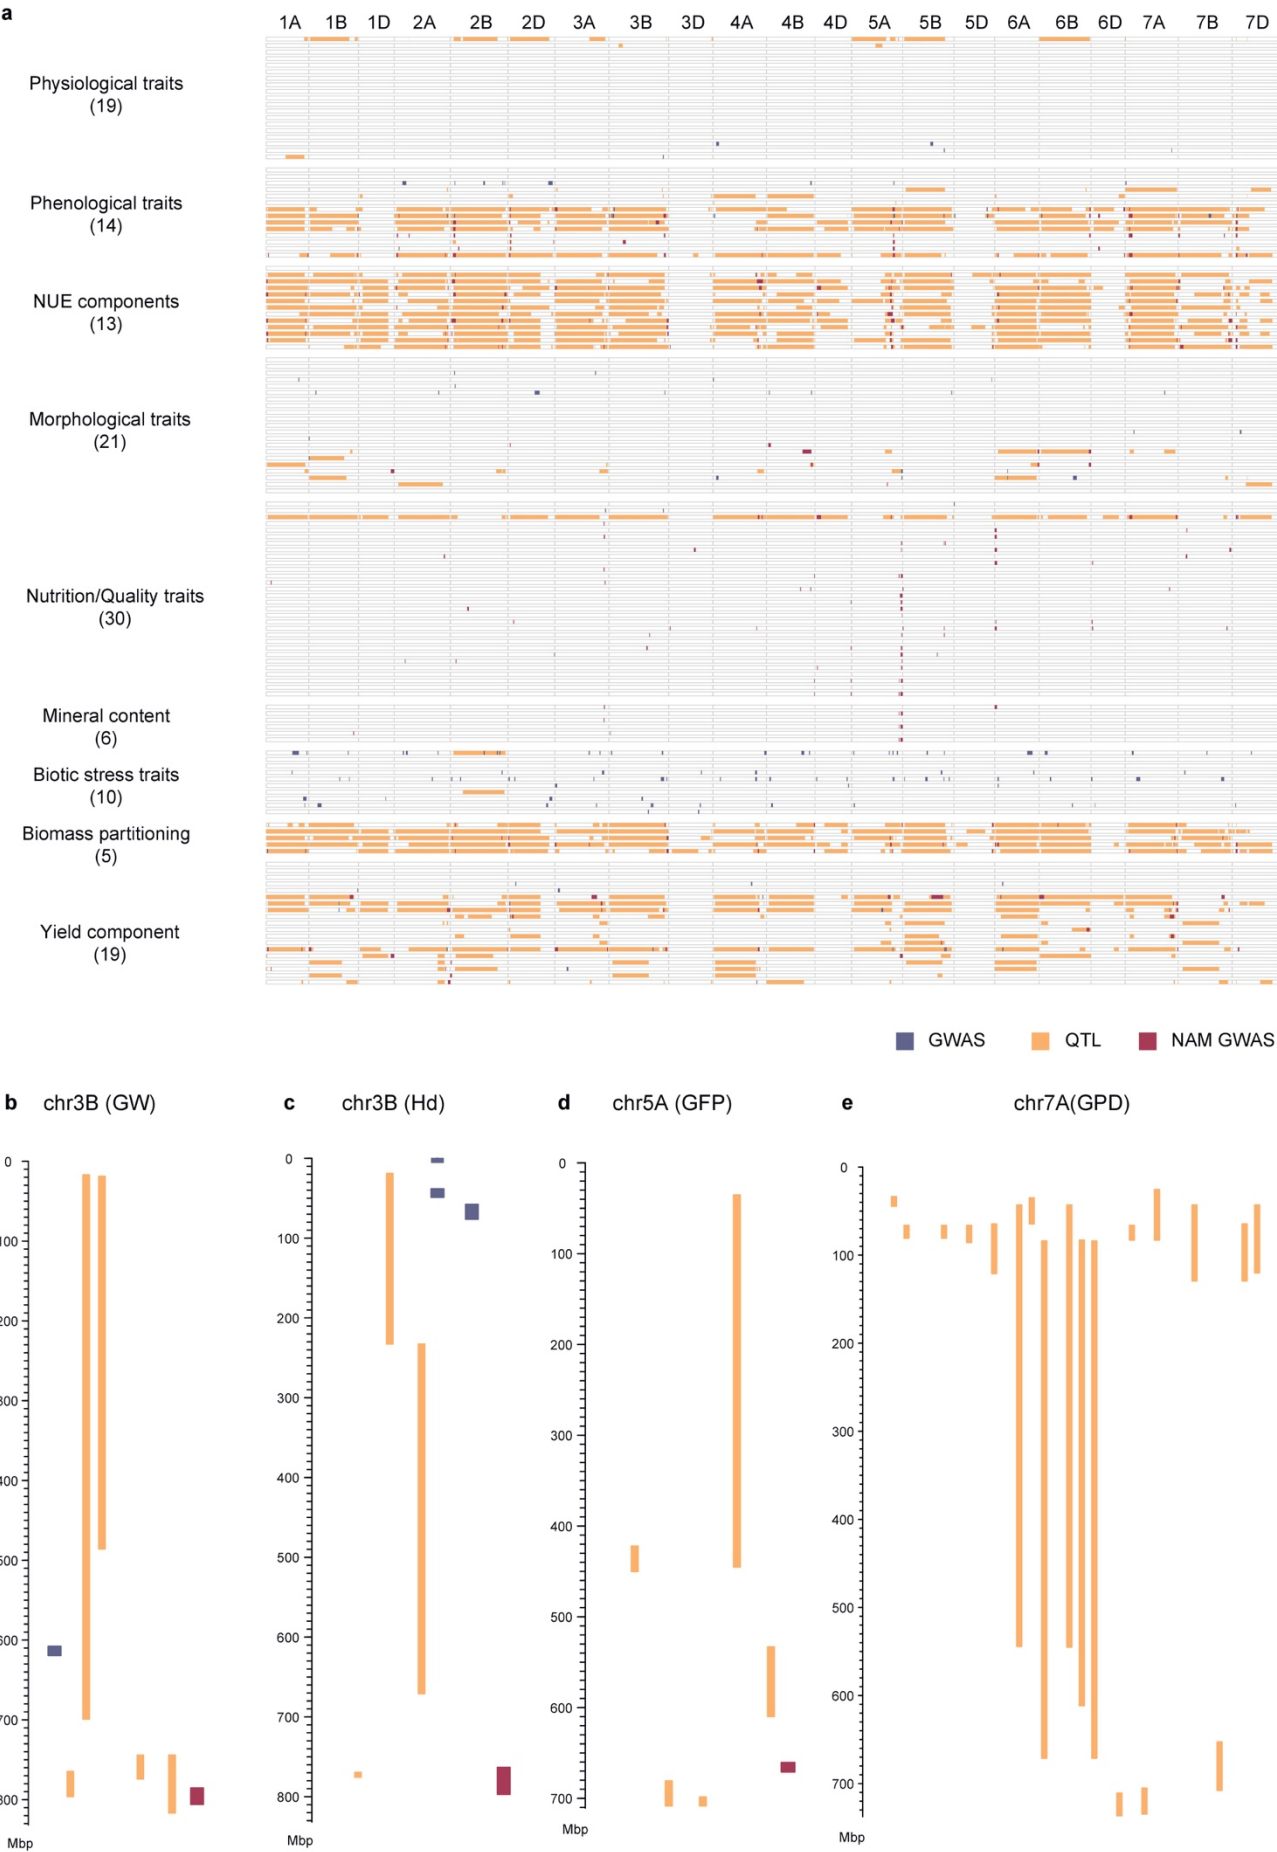 a
1A 1B 1D 2A 2B 2D 3A 3B 3D 4A 4B 4D 5A 5B 5D 6A 6B 6D 7A 7B 7D
Physiological traits
(19)
Phenological traits
(14)
NUE components
(13)
Morphological traits
(21)
Nutrition/Quality traits
(30)
Mineral content
(6)
Biotic stress traits
(10)
Biomass partitioning
(5)
Yield component
(19)
GWAS QTL NAM GWAS
b chr3B (GW)
0
100
200
300
400
500
600
700
800
Mbp
c chr3B (Hd)
0
100
200
300
400
500
600
700
800
Mbp
d chr5A (GFP)
0
100
200
300
400
500
600
700
Mbp
e chr7A(GPD)
0
100
200
300
400
500
600
700
Mbp